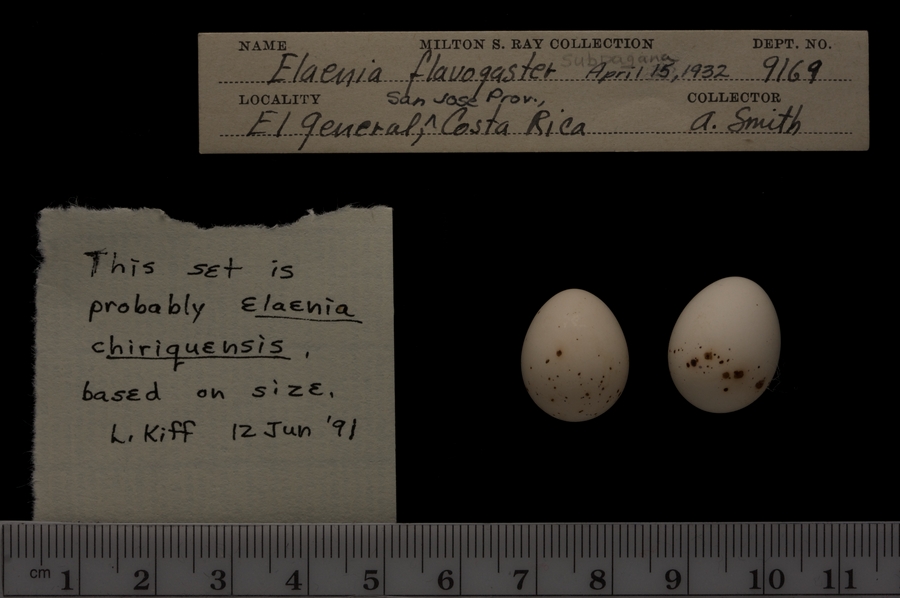 NAME MILTON S. RAY COLLECTION DEPT. NO.
Elaenia flavogaster subpagana April 15, 1932 9169
LOCALITY San Jose Prov., COLLECTOR
El General, ^ Costa Rica A. Smith
This set is
probably Elaenia
chiriquensis,
based on size.
L. Kiff 12 Jun '91
cm 1 2 3 4 5 6 7 8 9 10 11